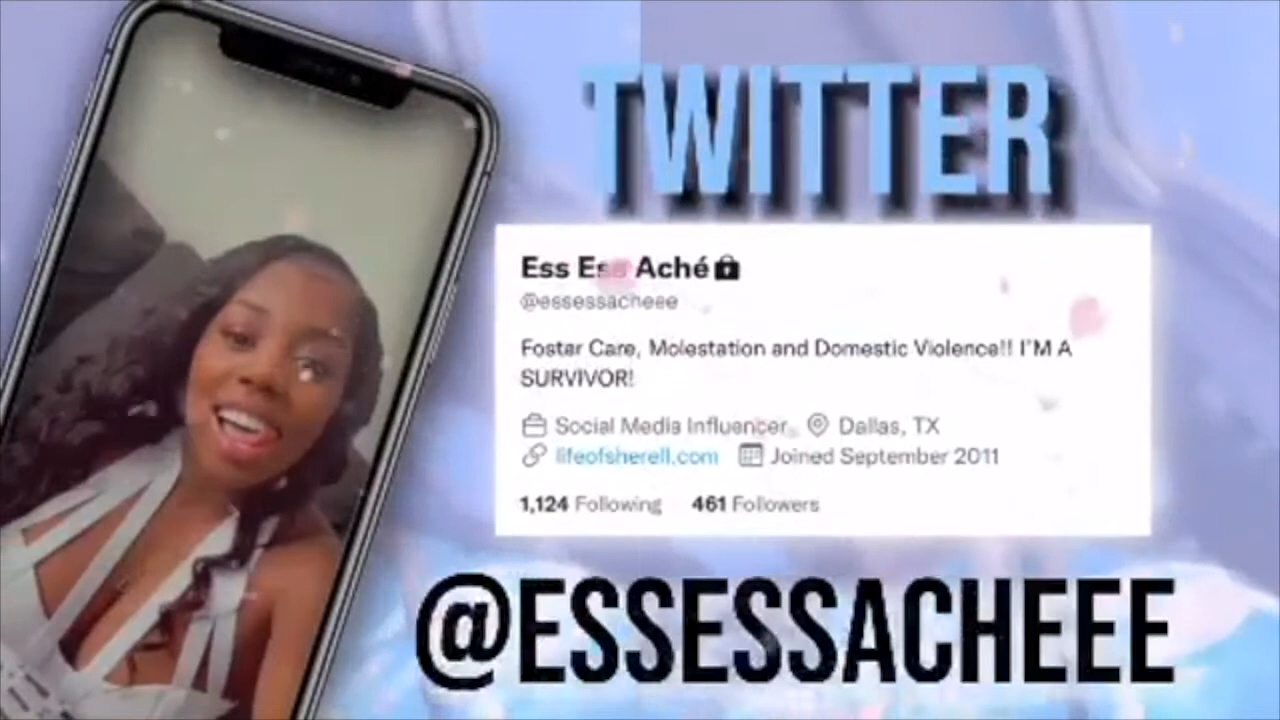 TWITTER
Ess Ess Aché
@essessacheee
Foster Care, Molestation and Domestic Violence!! I'M A
SURVIVOR!
Social Media Influencer Dallas, TX
lifeofsherell.com Joined September 2011
1,124 Following 461 Followers
@ESSESSACHEEE